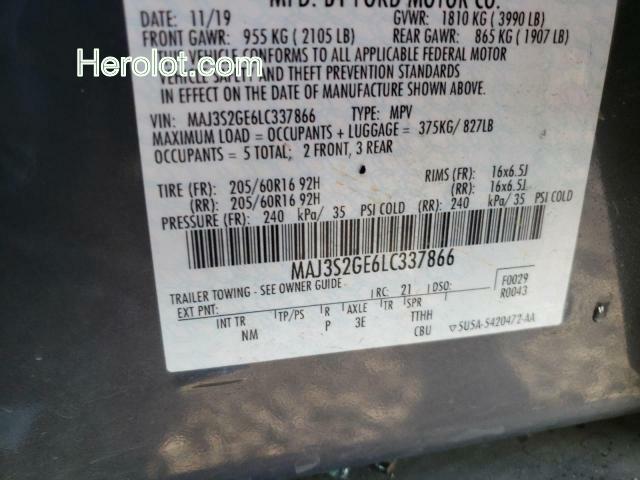 MFD. BY FORD MOTOR CO.
DATE: 11/19 GVWR: 1810 KG (3990 LB)
FRONT GAWR: 955 KG (2105 LB) REAR GAWR: 865 KG (1907 LB)
THIS VEHICLE CONFORMS TO ALL APPLICABLE FEDERAL MOTOR
Herolot.com
VEHICLE SAFETY AND THEFT PREVENTION STANDARDS
IN EFFECT ON THE DATE OF MANUFACTURE SHOWN ABOVE.
VIN: MAJ3S2GE6LC337866 TYPE: MPV
MAXIMUM LOAD = OCCUPANTS + LUGGAGE = 375KG/ 827LB
OCCUPANTS = 5 TOTAL; 2 FRONT, 3 REAR
TIRE (FR): 205/60R16 92H RIMS (FR): 16x6.5J
(RR): 205/60R16 92H (RR): 16x6.5J
PRESSURE (FR): 240 kPa/ 35 PSI COLD (RR): 240 kPa/ 35 PSI COLD
MAJ3S2GE6LC337866
TRAILER TOWING - SEE OWNER GUIDE
EXT PNT: RC: 21 DSO: F0029
R0043
INT TR TP/PS R AXLE TR SPR
NM P 3E TTHH
CBU 5U5A-5420472-AA